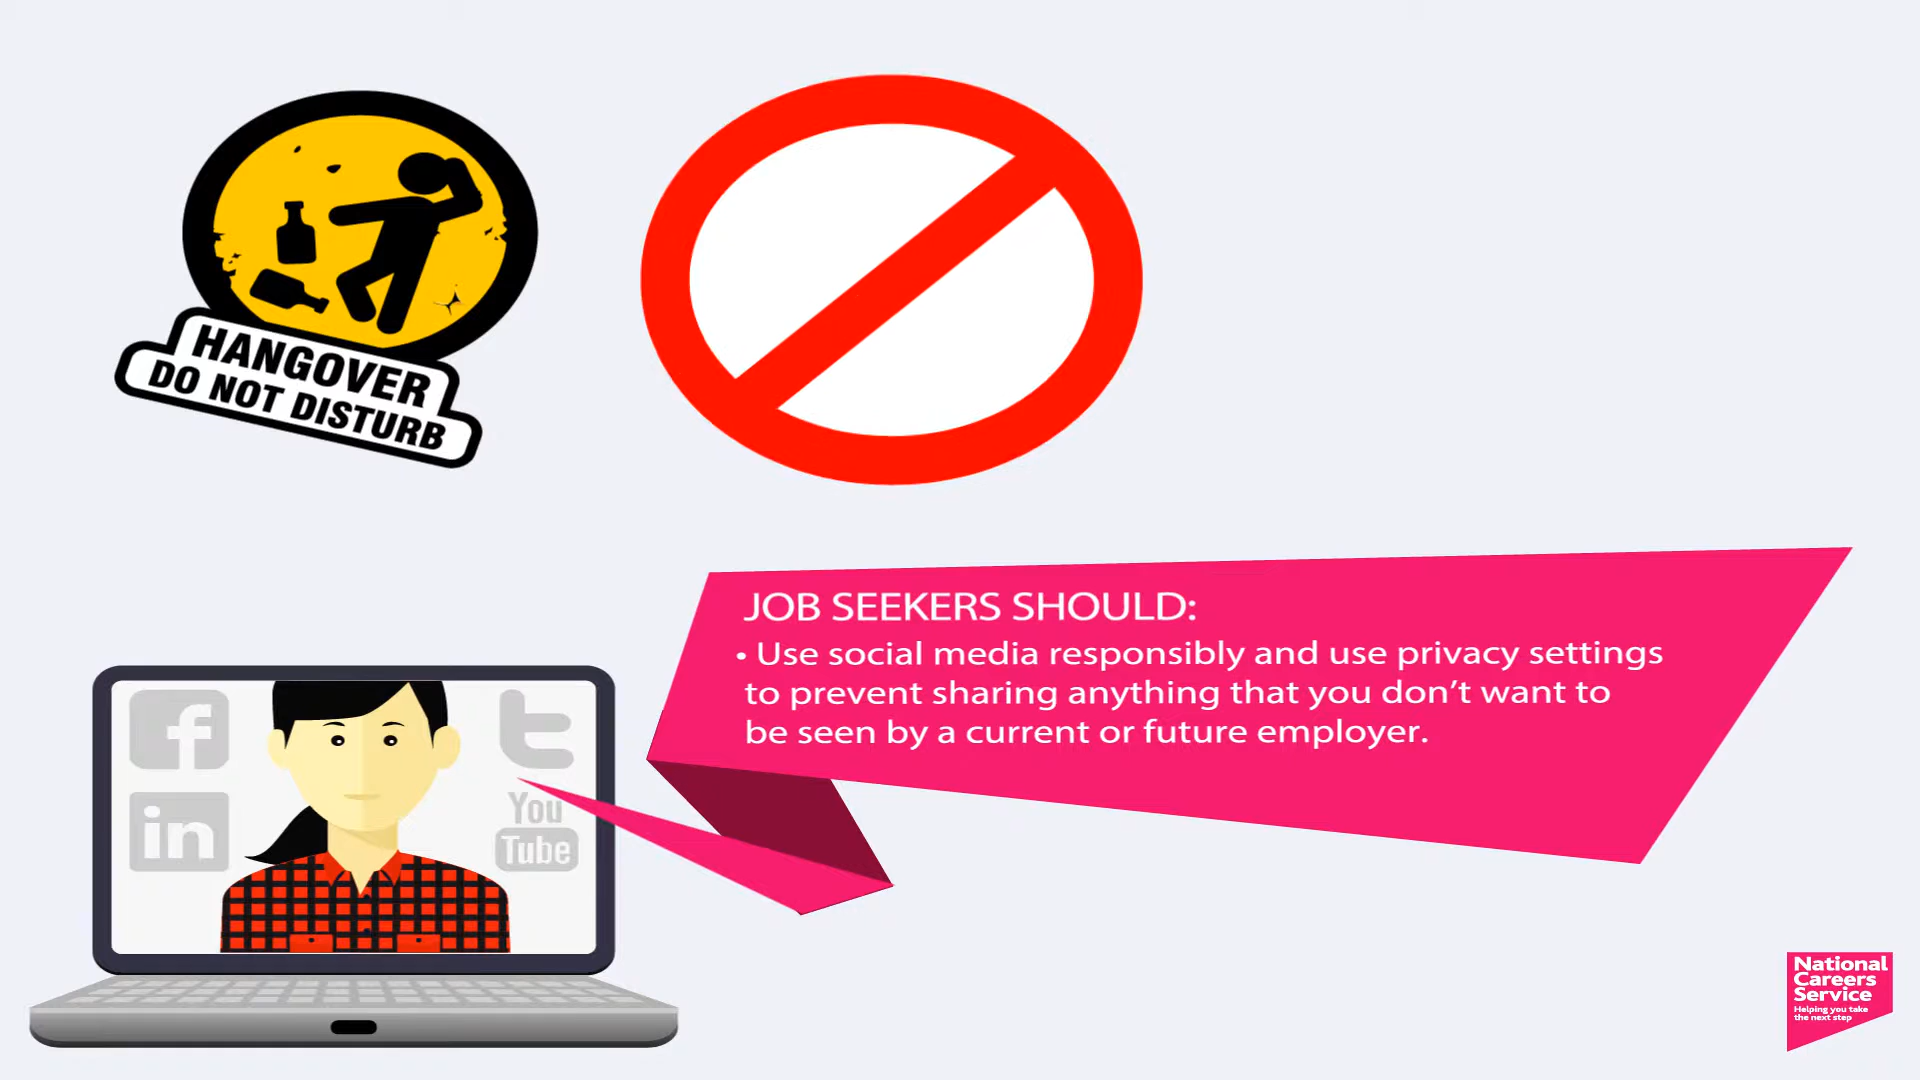 HANGOVER
DO NOT DISTURB
JOB SEEKERS SHOULD:
• Use social media responsibly and use privacy settings
to prevent sharing anything that you don’t want to
be seen by a current or future employer.
f
t
in
You
Tube
National
Careers
Service
Helping you take
the next step